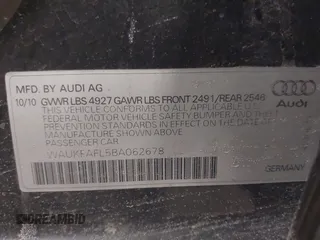 MFD. BY AUDI AG
10/10 GVWR LBS 4927 GAWR LBS FRONT 2491/REAR 2546
THIS VEHICLE CONFORMS TO ALL APPLICABLE
FEDERAL MOTOR VEHICLE SAFETY BUMPER AND THEFT
PREVENTION STANDARDS IN EFFECT ON THE DATE OF
MANUFACTURE SHOWN ABOVE
PASSENGER CAR
WAUKFAFL5BA062678
Audi
GERMANY
DREAMBID